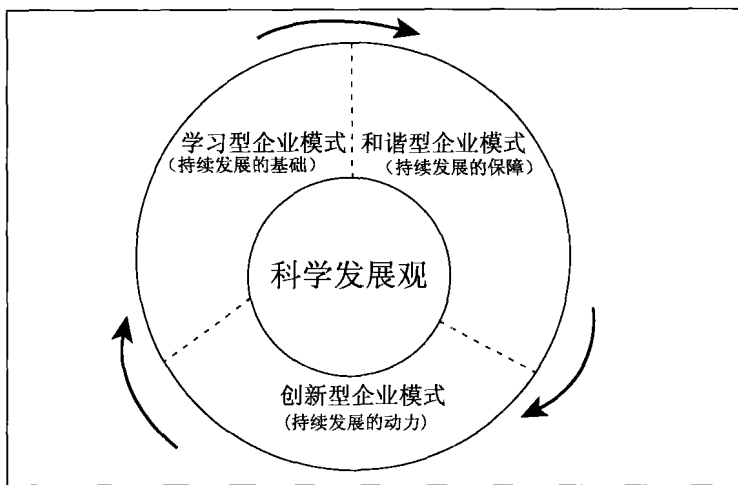 学习型企业模式
(持续发展的基础)
和谐型企业模式
(持续发展的保障)
科学发展观
创新型企业模式
(持续发展的动力)